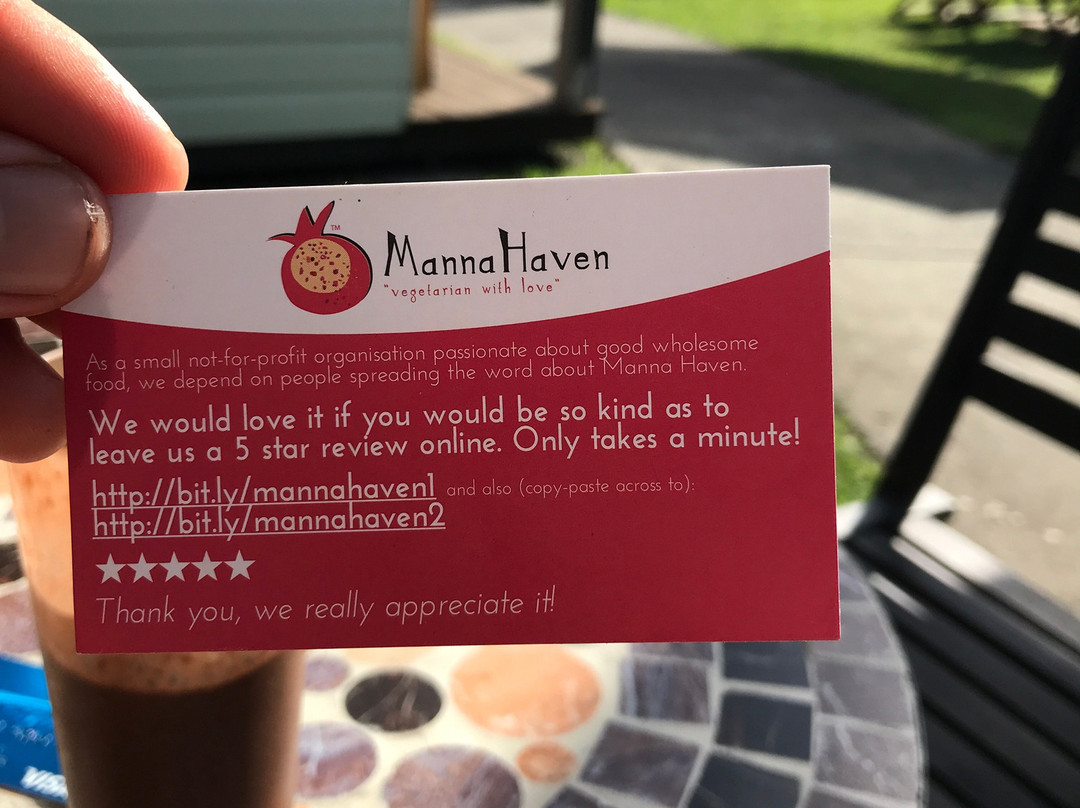 TM
MannaHaven
"vegetarian with love"
As a small not-for-profit organisation passionate about good wholesome
food, we depend on people spreading the word about Manna Haven.
We would love it if you would be so kind as to
leave us a 5 star review online. Only takes a minute!
http://bit.ly/mannahaven1 and also (copy-paste across to):
http://bit.ly/mannahaven2
Thank you, we really appreciate it!
VISA